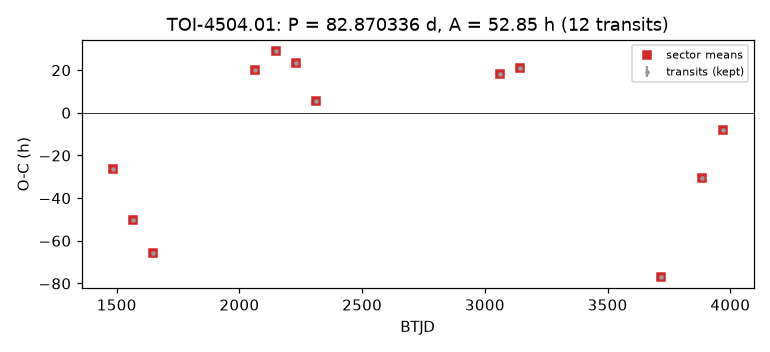 TOI-4504.01: P = 82.870336 d, A = 52.85 h (12 transits)
sector means
transits (kept)
O-C (h)
20
0
−20
−40
−60
−80
1500
2000
2500
3000
3500
4000
BTJD